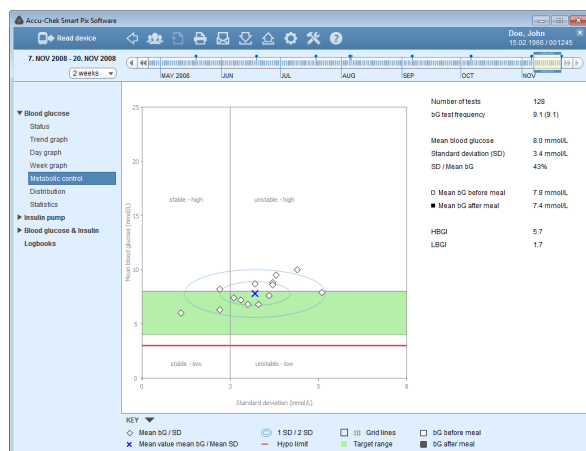 Accu-Chek Smart Pix Software
Read device
Doe, John
15.02.1966 / 001245
7. NOV 2008 - 20. NOV 2008
2 weeks
MAY 2008 JUN JUL AUG SEP OCT NOV
Blood glucose
Status
Trend graph
Day graph
Week graph
Metabolic control
Distribution
Statistics
Insulin pump
Blood glucose & Insulin
Logbooks
Mean blood glucose (mmol/L)
25
20
15
10
5
0
stable - high
unstable - high
stable - low
unstable - low
0 3 5 8
Standard deviation (mmol/L)
Number of tests 128
bG test frequency 9.1 (9.1)
Mean blood glucose 8.0 mmol/L
Standard deviation (SD) 3.4 mmol/L
SD / Mean bG 43%
Mean bG before meal 7.9 mmol/L
Mean bG after meal 7.4 mmol/L
HBGI 5.7
LBGI 1.7
KEY
Mean bG / SD
1 SD / 2 SD
Grid lines
bG before meal
Mean value mean bG / Mean SD
Hypo limit
Target range
bG after meal